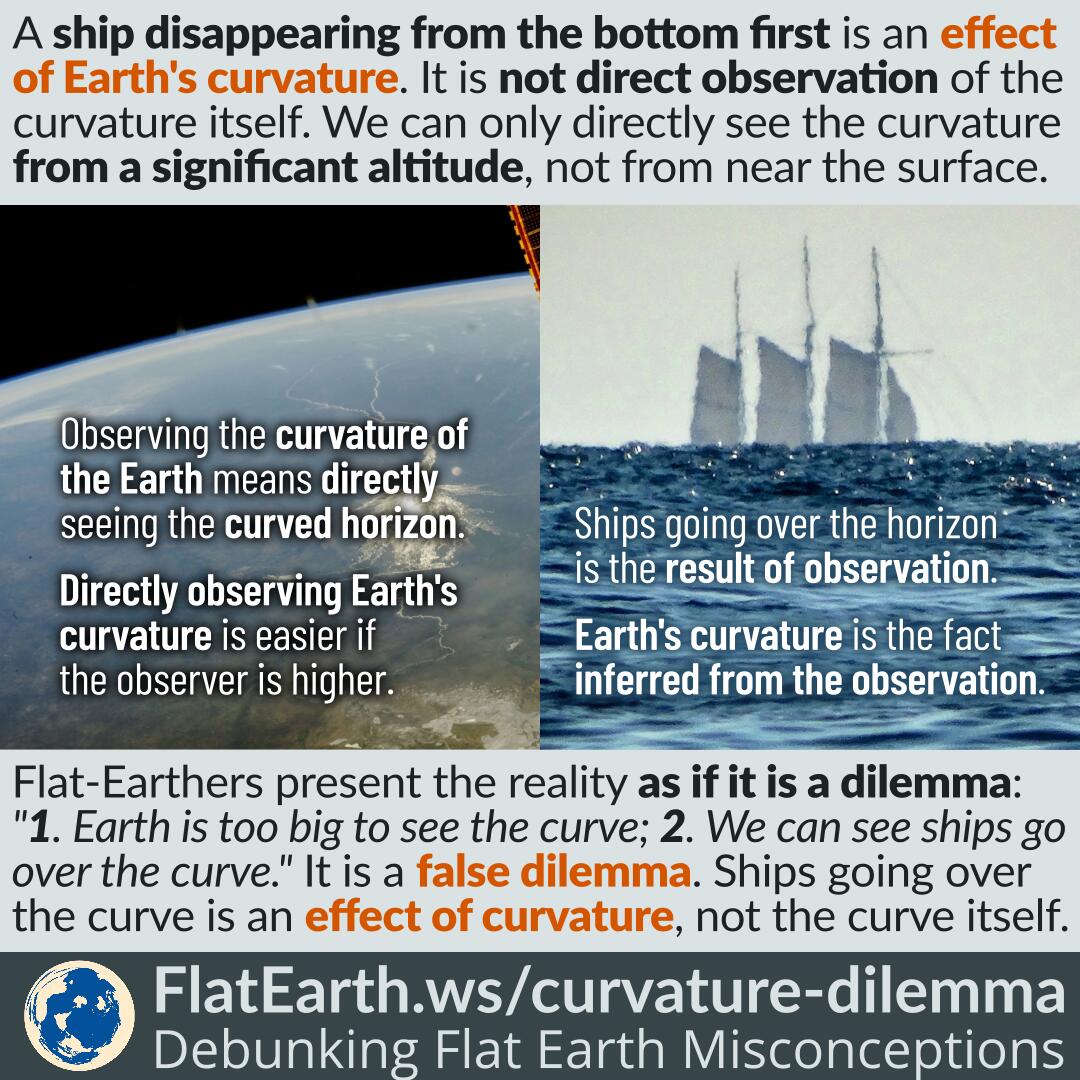 A ship disappearing from the bottom first is an effect
of Earth's curvature. It is not direct observation of the
curvature itself. We can only directly see the curvature
from a significant altitude, not from near the surface.
Observing the curvature of
the Earth means directly
seeing the curved horizon.
Directly observing Earth's
curvature is easier if
the observer is higher.
Ships going over the horizon
is the result of observation.
Earth's curvature is the fact
inferred from the observation.
Flat-Earthers present the reality as if it is a dilemma:
"1. Earth is too big to see the curve; 2. We can see ships go
over the curve." It is a false dilemma. Ships going over
the curve is an effect of curvature, not the curve itself.
FlatEarth.ws/curvature-dilemma
Debunking Flat Earth Misconceptions